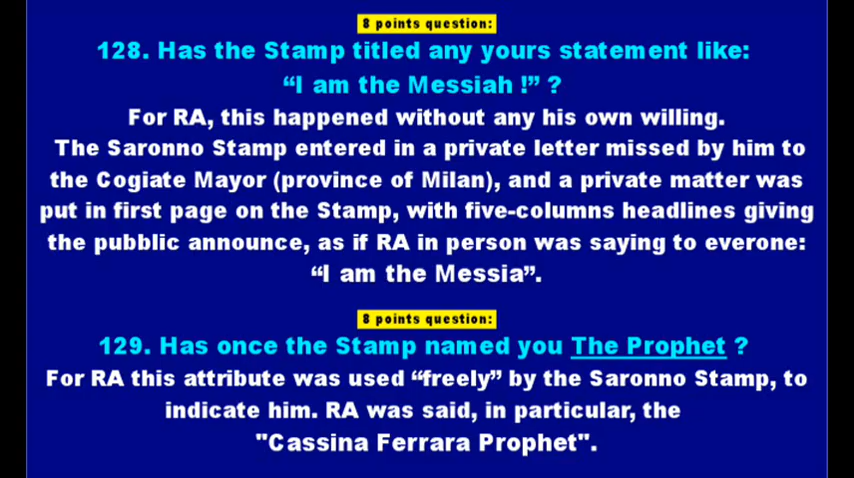 8 points question:
128. Has the Stamp titled any yours statement like:
“I am the Messiah !” ?
For RA, this happened without any his own willing.
The Saronno Stamp entered in a private letter missed by him to
the Cogiate Mayor (province of Milan), and a private matter was
put in first page on the Stamp, with five-columns headlines giving
the pubblic announce, as if RA in person was saying to everone:
“I am the Messia”.
8 points question:
129. Has once the Stamp named you The Prophet ?
For RA this attribute was used “freely” by the Saronno Stamp, to
indicate him. RA was said, in particular, the
"Cassina Ferrara Prophet".